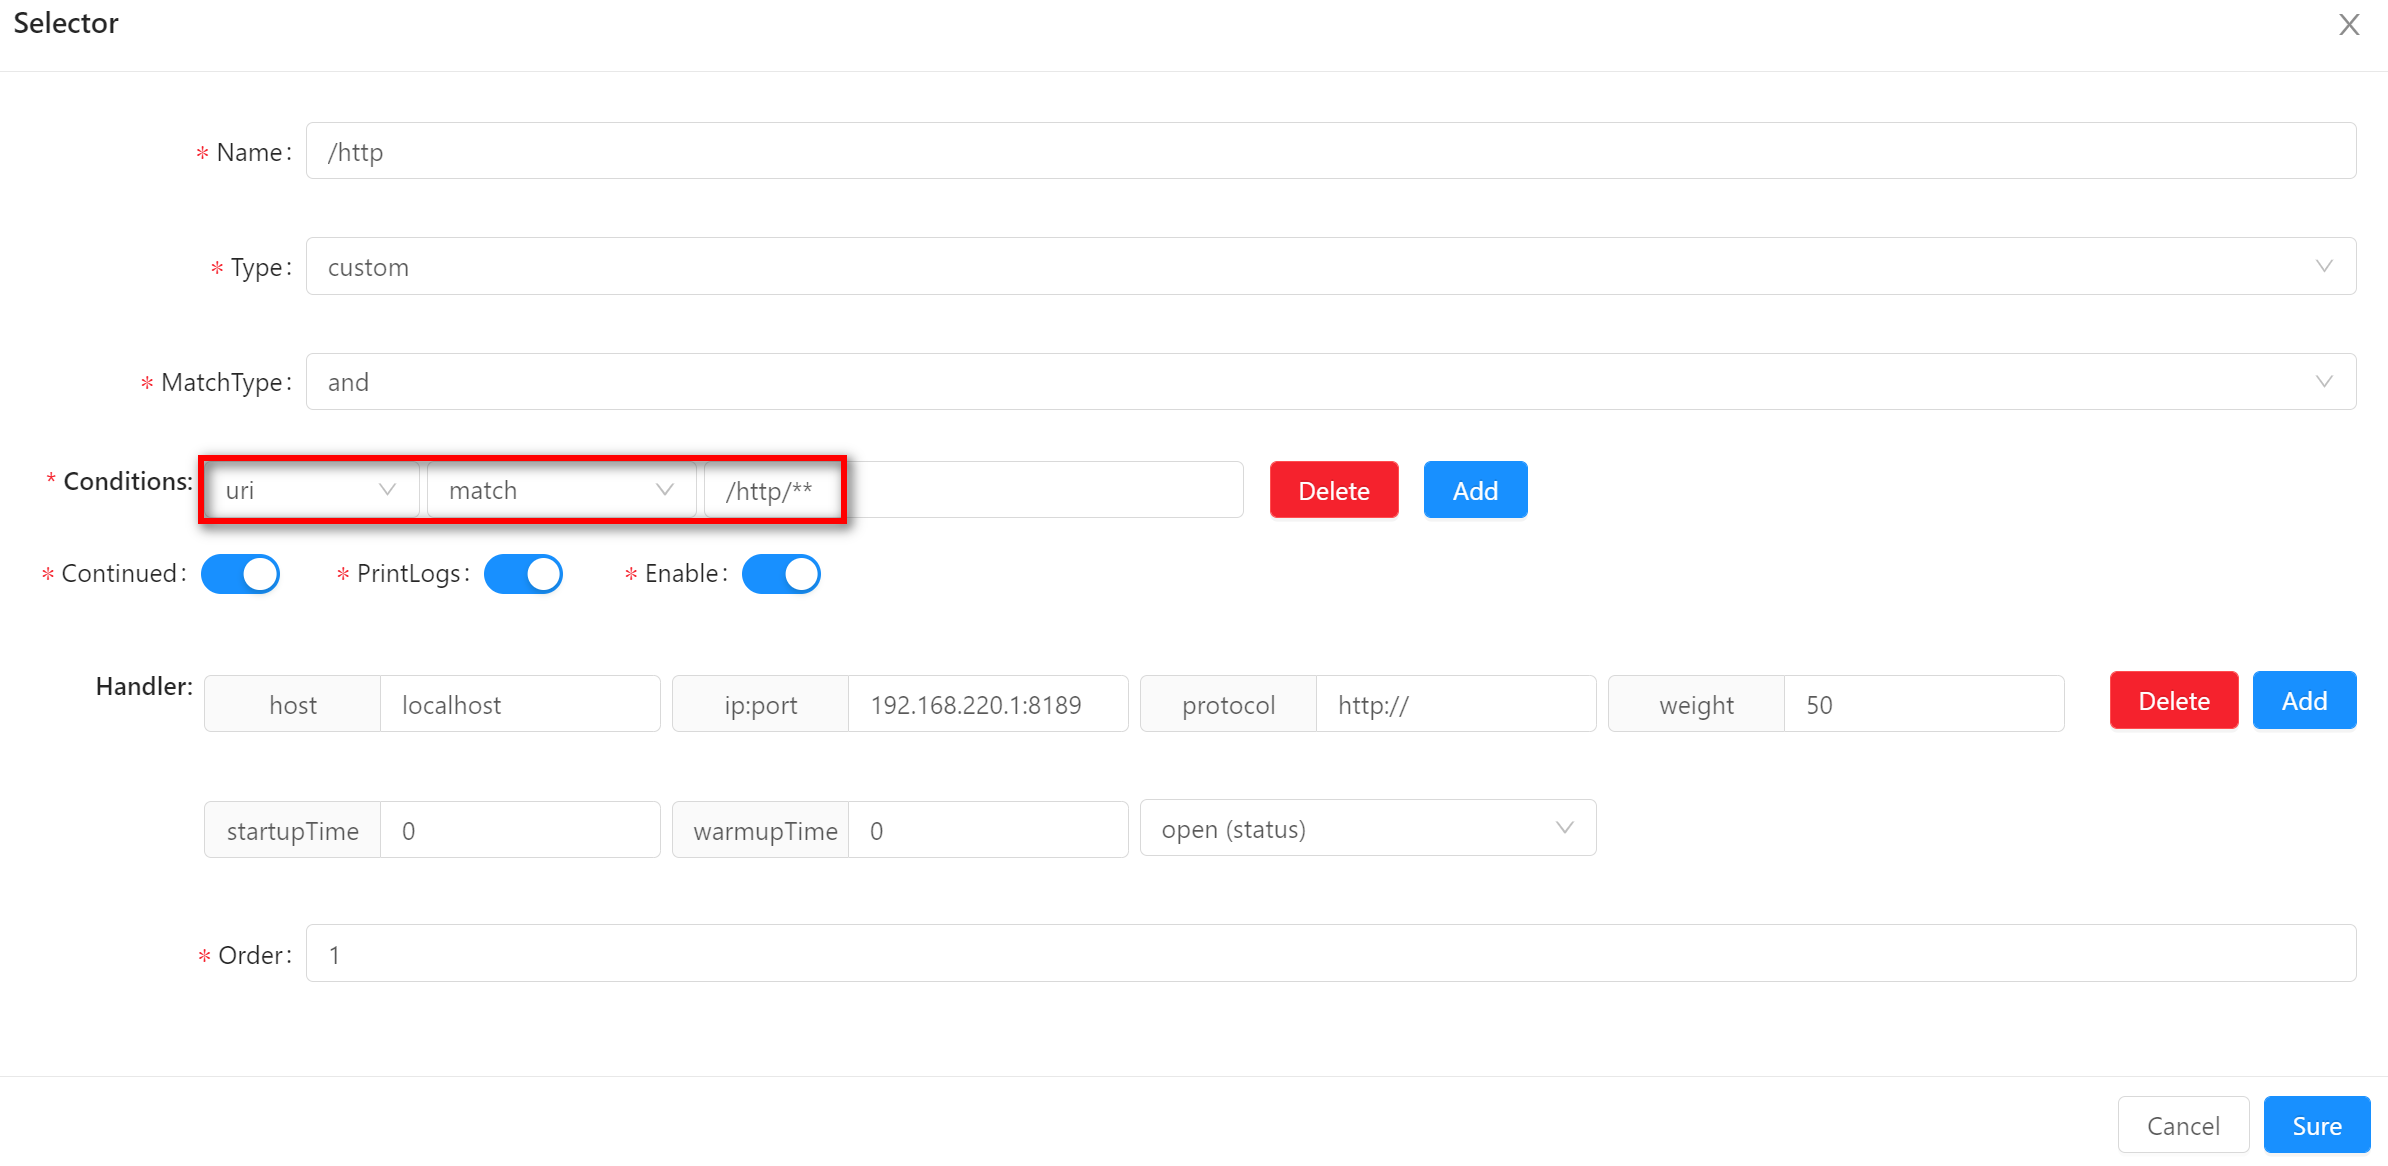 Selector
* Name: /http
* Type: custom
* MatchType: and
* Conditions: uri match /http/** Delete Add
* Continued: * PrintLogs: * Enable:
Handler: host localhost ip:port 192.168.220.1:8189 protocol http:// weight 50 Delete Add
startupTime 0 warmupTime 0 open (status)
* Order: 1
Cancel Sure